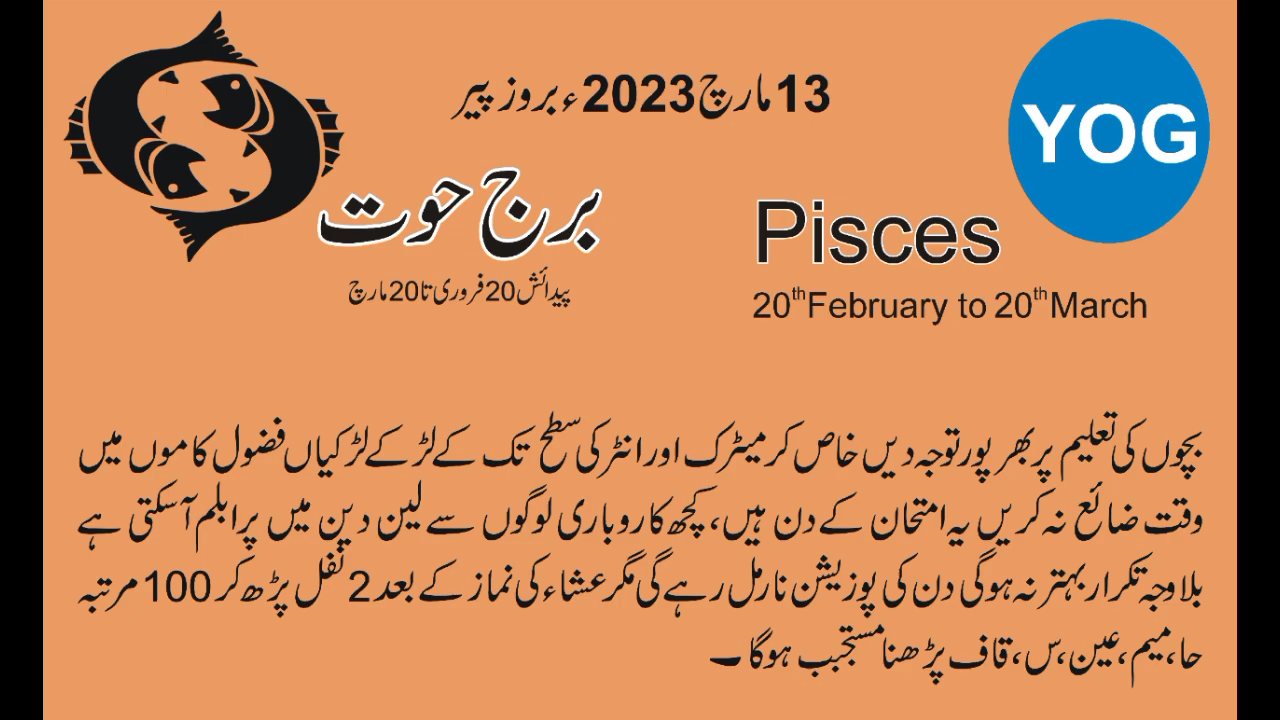 13 مارچ 2023ء بروز پیر
YOG
برج حوت
Pisces
پیدائش 20 فروری تا 20 مارچ
20th February to 20th March
بچوں کی تعلیم پر بھر پور توجہ دیں خاص کر میٹرک اور انٹر کی سطح تک کے لڑکے لڑکیاں فضول کاموں میں
وقت ضائع نہ کریں یہ امتحان کے دن ہیں، کچھ کاروباری لوگوں سے لین دین میں پرابلم آسکتی ہے
بلاوجہ تکرار بہتر نہ ہوگی دن کی پوزیشن نارمل رہے گی مگر عشاء کی نماز کے بعد 2 نفل پڑھ کر 100 مرتبہ
حا، میم، عین، س، قاف پڑھنا مستجبب ہوگا ۔